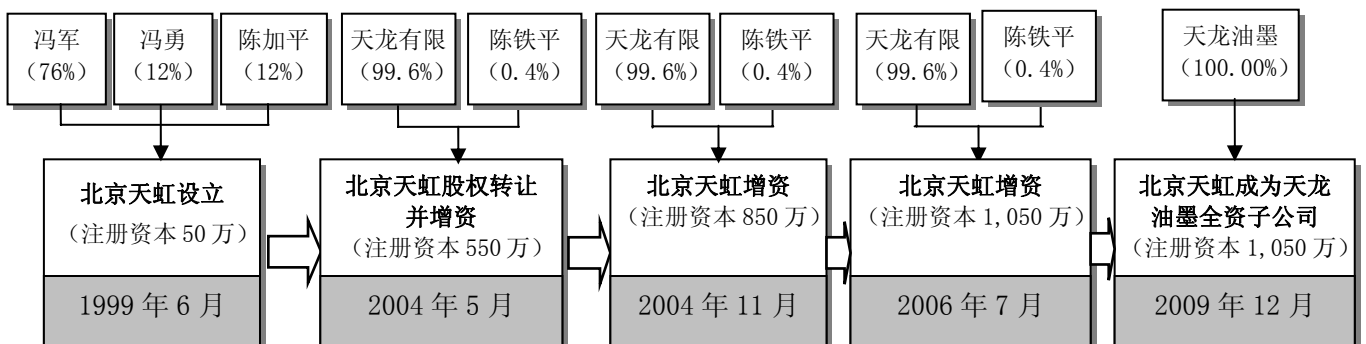 冯军
（76%）
冯勇
（12%）
陈加平
（12%）
天龙有限
（99.6%）
陈铁平
（0.4%）
天龙有限
（99.6%）
陈铁平
（0.4%）
天龙有限
（99.6%）
陈铁平
（0.4%）
天龙油墨
（100.00%）
北京天虹设立
（注册资本 50 万）
1999 年 6 月
北京天虹股权转让
并增资
（注册资本 550 万）
2004 年 5 月
北京天虹增资
（注册资本 850 万）
2004 年 11 月
北京天虹增资
（注册资本 1,050 万）
2006 年 7 月
北京天虹成为天龙
油墨全资子公司
（注册资本 1,050 万）
2009 年 12 月